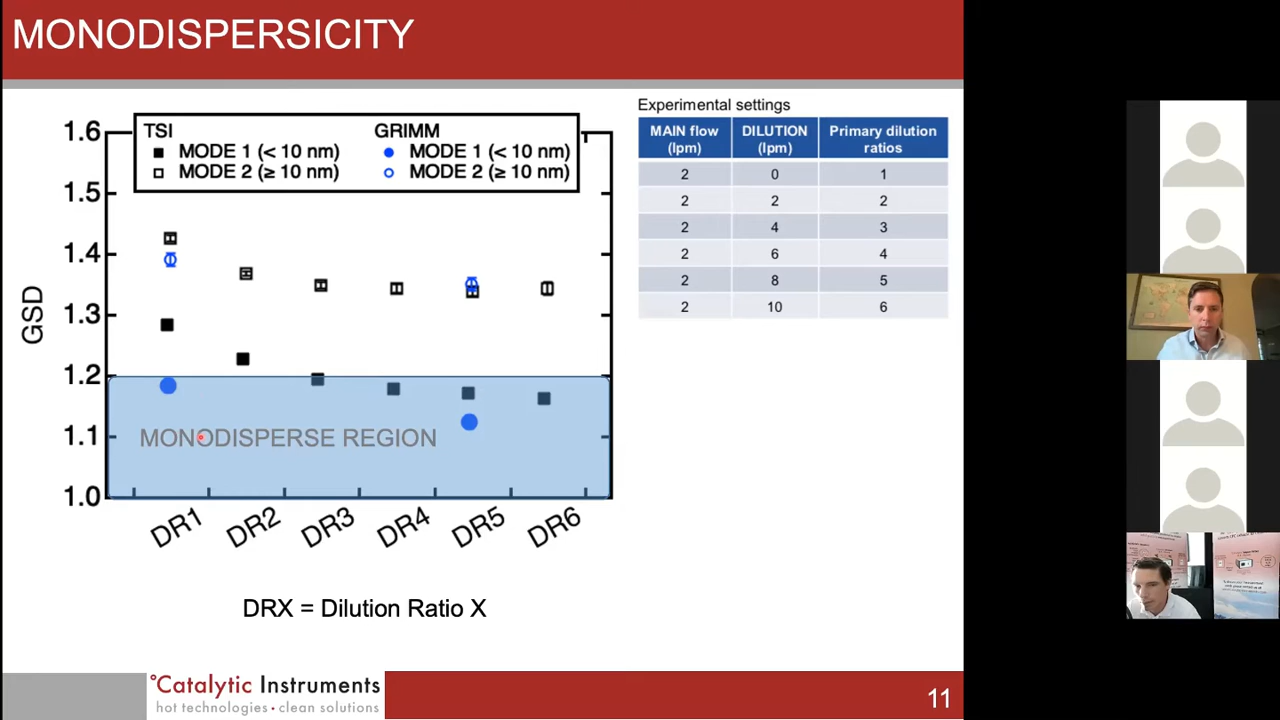 MONODISPERSICITY
TSI
MODE 1 (< 10 nm)
MODE 2 (≥ 10 nm)
GRIMM
MODE 1 (< 10 nm)
MODE 2 (≥ 10 nm)
GSD
1.6
1.5
1.4
1.3
1.2
1.1
1.0
MONODISPERSE REGION
DR1 DR2 DR3 DR4 DR5 DR6
DRX = Dilution Ratio X
Experimental settings
MAIN flow (lpm) DILUTION (lpm) Primary dilution ratios
2 0 1
2 2 2
2 4 3
2 6 4
2 8 5
2 10 6
°Catalytic Instruments
hot technologies • clean solutions
11